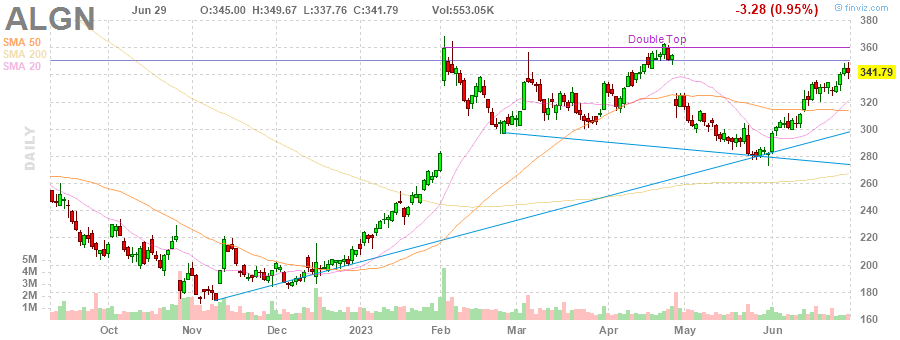 ALGN Jun 29 O:345.00 H:349.67 L:337.76 C:341.79 Vol:553.05K -3.28 (0.95%) © finviz.com
SMA 50
SMA 200
SMA 20
Double Top
380
360
341.79
320
300
280
260
240
220
200
180
160
DAILY
5M
4M
3M
2M
1M
Oct Nov Dec 2023 Feb Mar Apr May Jun